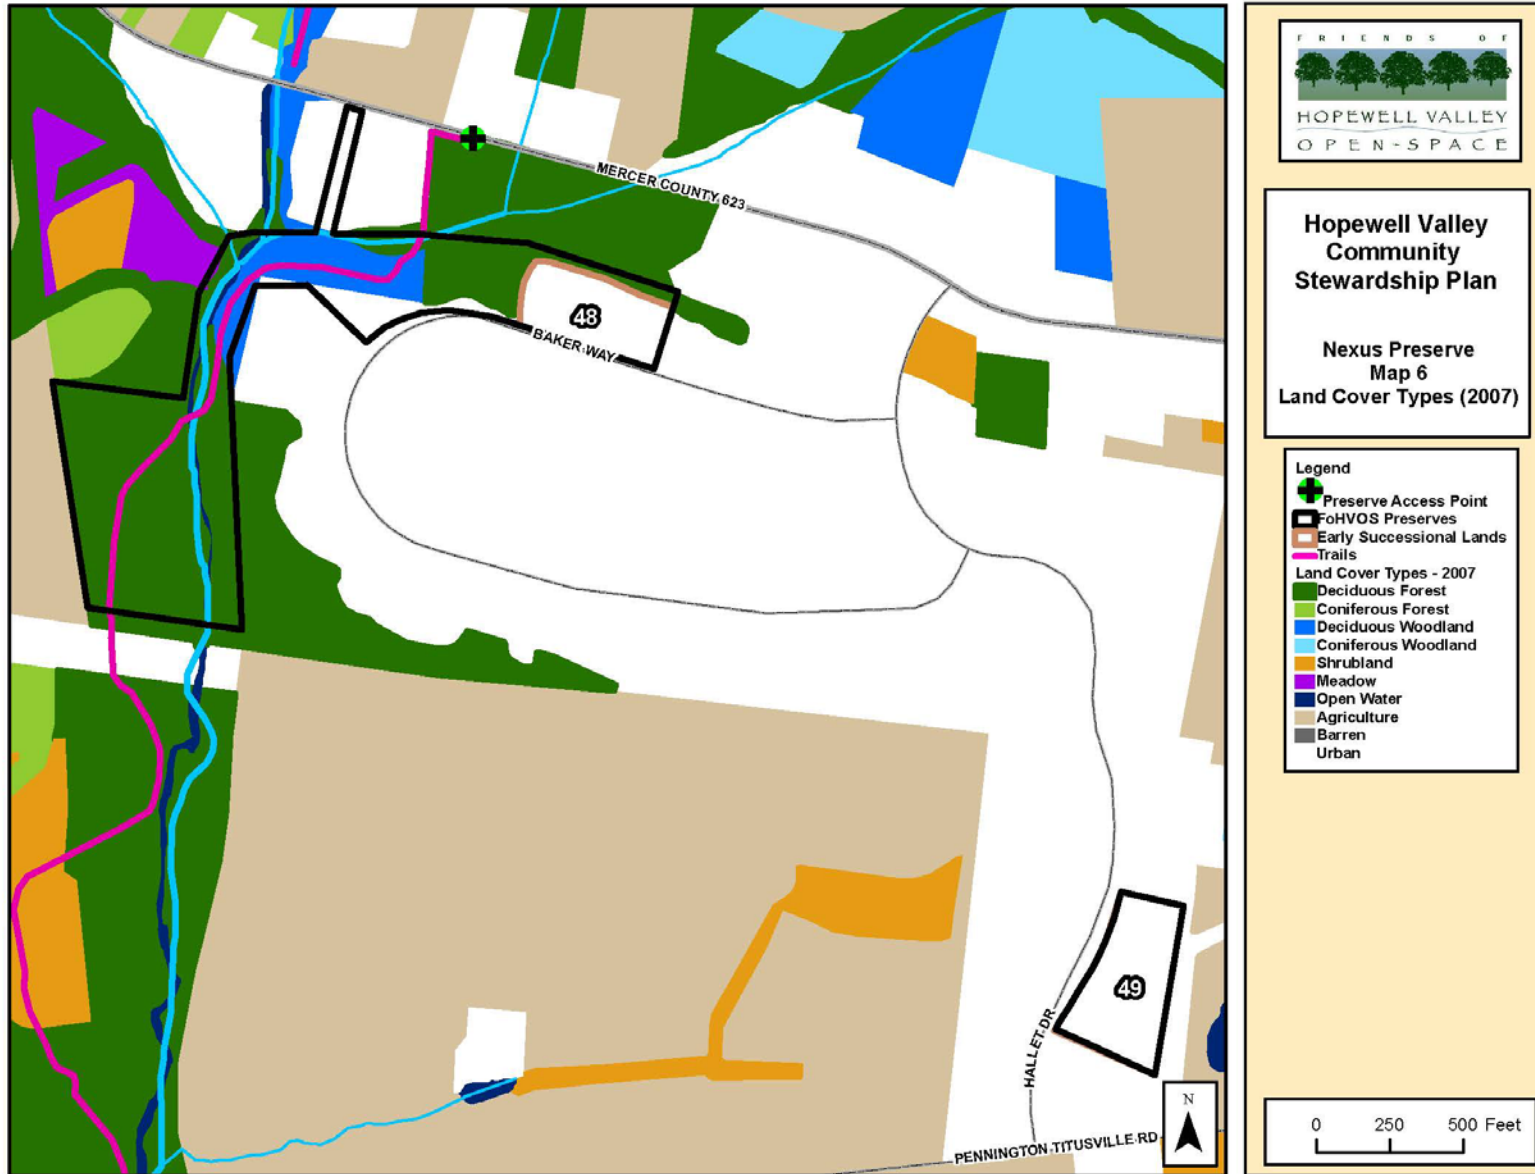 MERCER COUNTY 623
48
BAKER WAY
49
HALLET DR
PENNINGTON TITUSVILLE RD
N
FRIENDS OF
HOPEWELL VALLEY
OPEN-SPACE
Hopewell Valley
Community
Stewardship Plan
Nexus Preserve
Map 6
Land Cover Types (2007)
Legend
Preserve Access Point
FoHVOS Preserves
Early Successional Lands
Trails
Land Cover Types - 2007
Deciduous Forest
Coniferous Forest
Deciduous Woodland
Coniferous Woodland
Shrubland
Meadow
Open Water
Agriculture
Barren
Urban
0 250 500 Feet